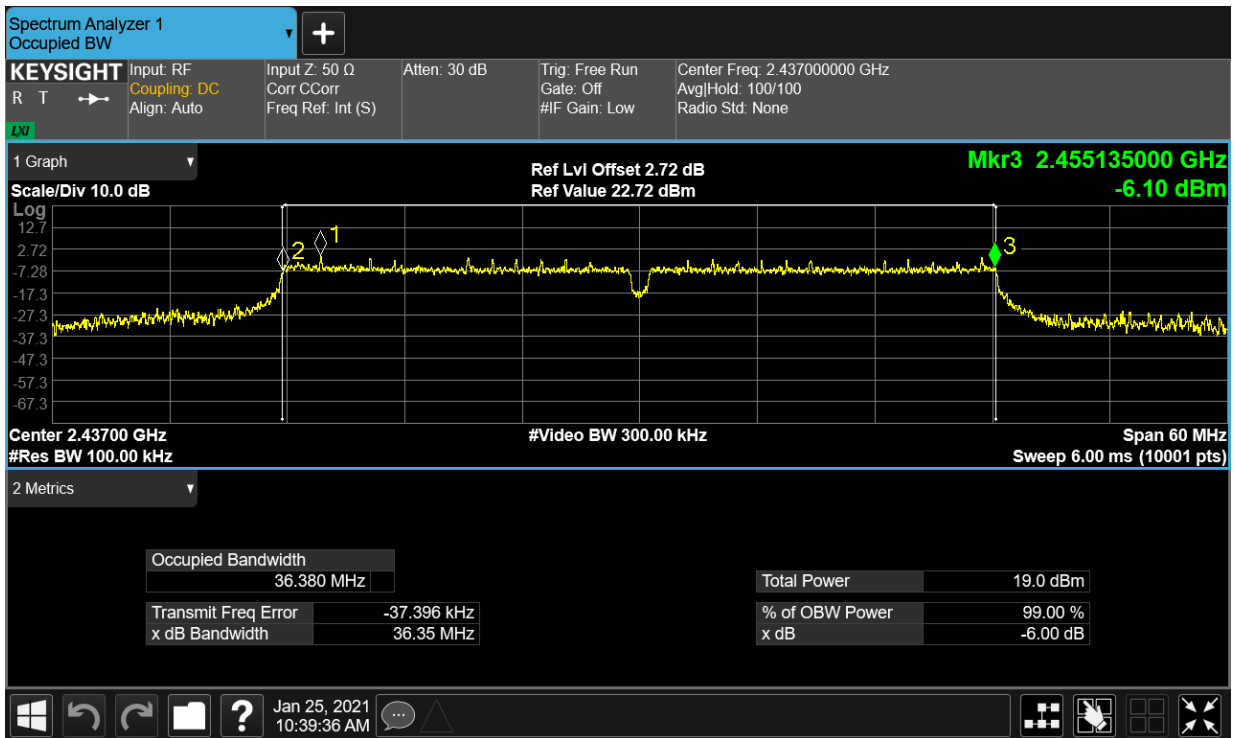 Spectrum Analyzer 1
Occupied BW
▼
+
KEYSIGHT
R T
LXI
Input: RF
Coupling: DC
Align: Auto
Input Z: 50 Ω
Corr CCorr
Freq Ref: Int (S)
Atten: 30 dB
Trig: Free Run
Gate: Off
#IF Gain: Low
Center Freq: 2.437000000 GHz
Avg|Hold: 100/100
Radio Std: None
1 Graph ▼
Scale/Div 10.0 dB
Ref Lvl Offset 2.72 dB
Ref Value 22.72 dBm
Mkr3 2.455135000 GHz
-6.10 dBm
Log
12.7
2.72
-7.28
-17.3
-27.3
-37.3
-47.3
-57.3
-67.3
2
1
3
Center 2.43700 GHz
#Video BW 300.00 kHz
Span 60 MHz
#Res BW 100.00 kHz
Sweep 6.00 ms (10001 pts)
2 Metrics ▼
Occupied Bandwidth
36.380 MHz
Total Power 19.0 dBm
Transmit Freq Error -37.396 kHz
% of OBW Power 99.00 %
x dB Bandwidth 36.35 MHz
x dB -6.00 dB
?
Jan 25, 2021
10:39:36 AM